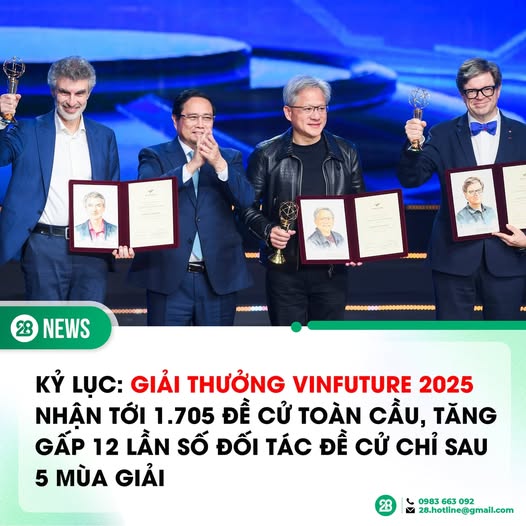 28 NEWS
KỶ LỤC: GIẢI THƯỞNG VINFUTURE 2025
NHẬN TỚI 1.705 ĐỀ CỬ TOÀN CẦU, TĂNG
GẤP 12 LẦN SỐ ĐỐI TÁC ĐỀ CỬ CHỈ SAU
5 MÙA GIẢI
28
0983 663 092
28.hotline@gmail.com